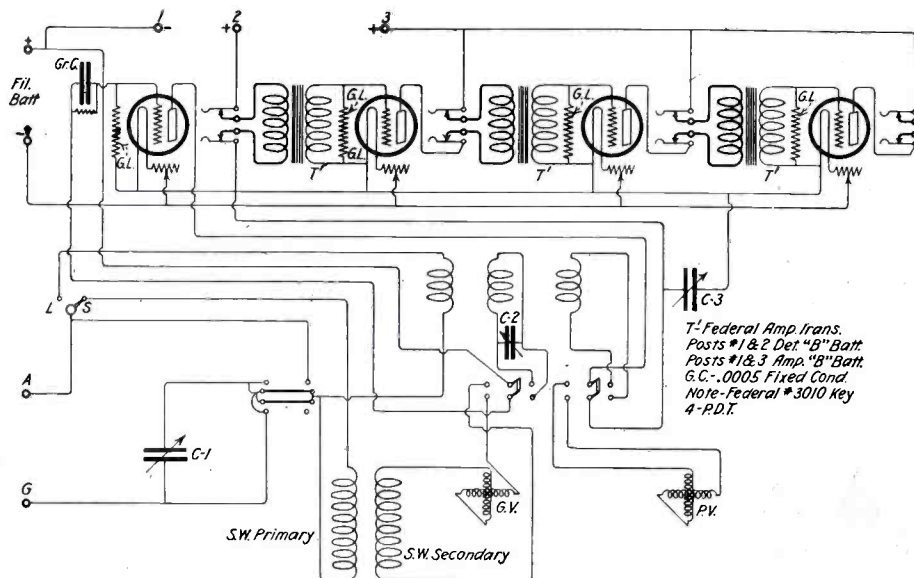 1
-
+ 2
+ 3
+
Gr.C.
Fil.
Batt
-
G.L.
G.L.
G.L.
T'
G.L.
T'
G.L.
T'
L
S
A
G
C-1
C-2
C-3
T'-Federal Amp. Trans.
Posts #1 & 2 Det. "B" Batt.
Posts #1 & 3 Amp. "B" Batt.
G.C.-.0005 Fixed Cond.
Note-Federal #3010 Key
4-P.D.T.
G.V.
P.V.
S.W. Primary
S.W. Secondary